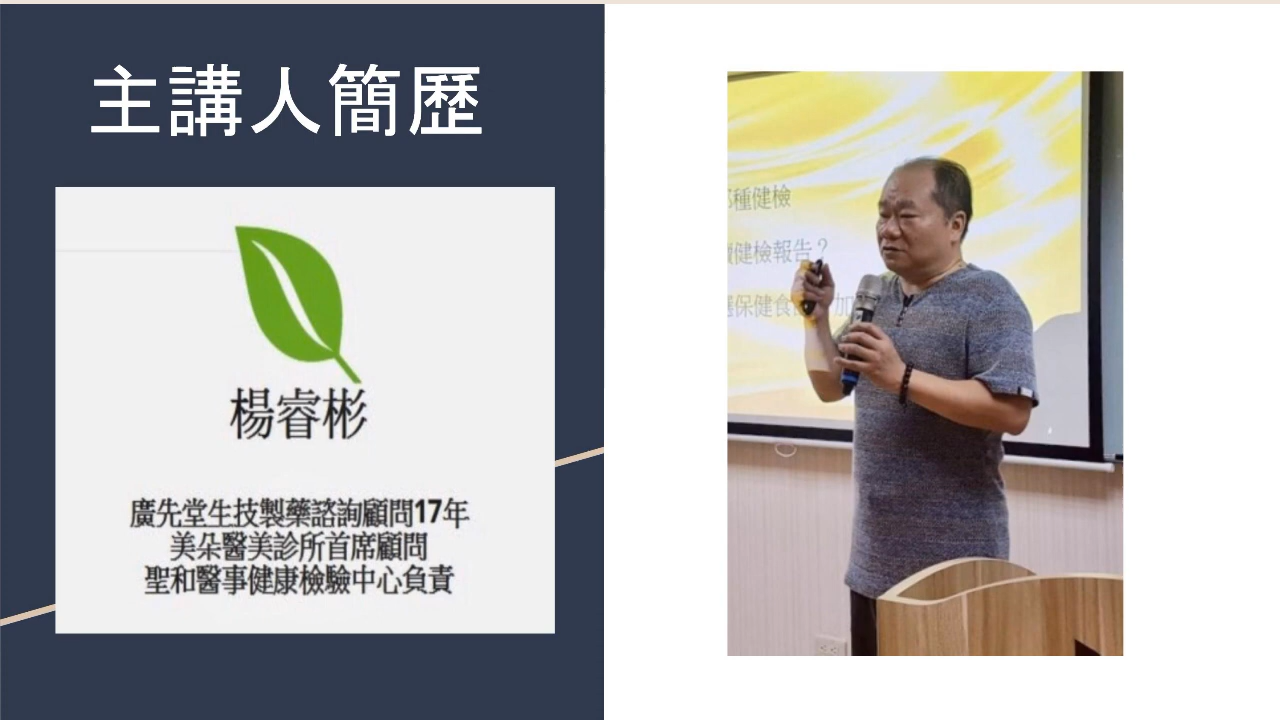 主講人簡歷
楊睿彬
廣先堂生技製藥諮詢顧問17年
美朵醫美診所首席顧問
聖和醫事健康檢驗中心負責
種健檢
健檢報告？
保健食
加